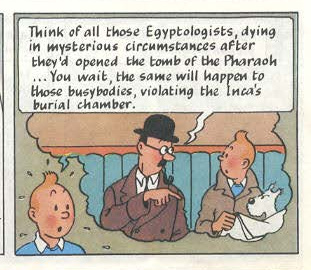 Think of all those Egyptologists, dying
in mysterious circumstances after
they'd opened the tomb of the Pharaoh
...You wait, the same will happen to
those busybodies, violating the Inca's
burial chamber.